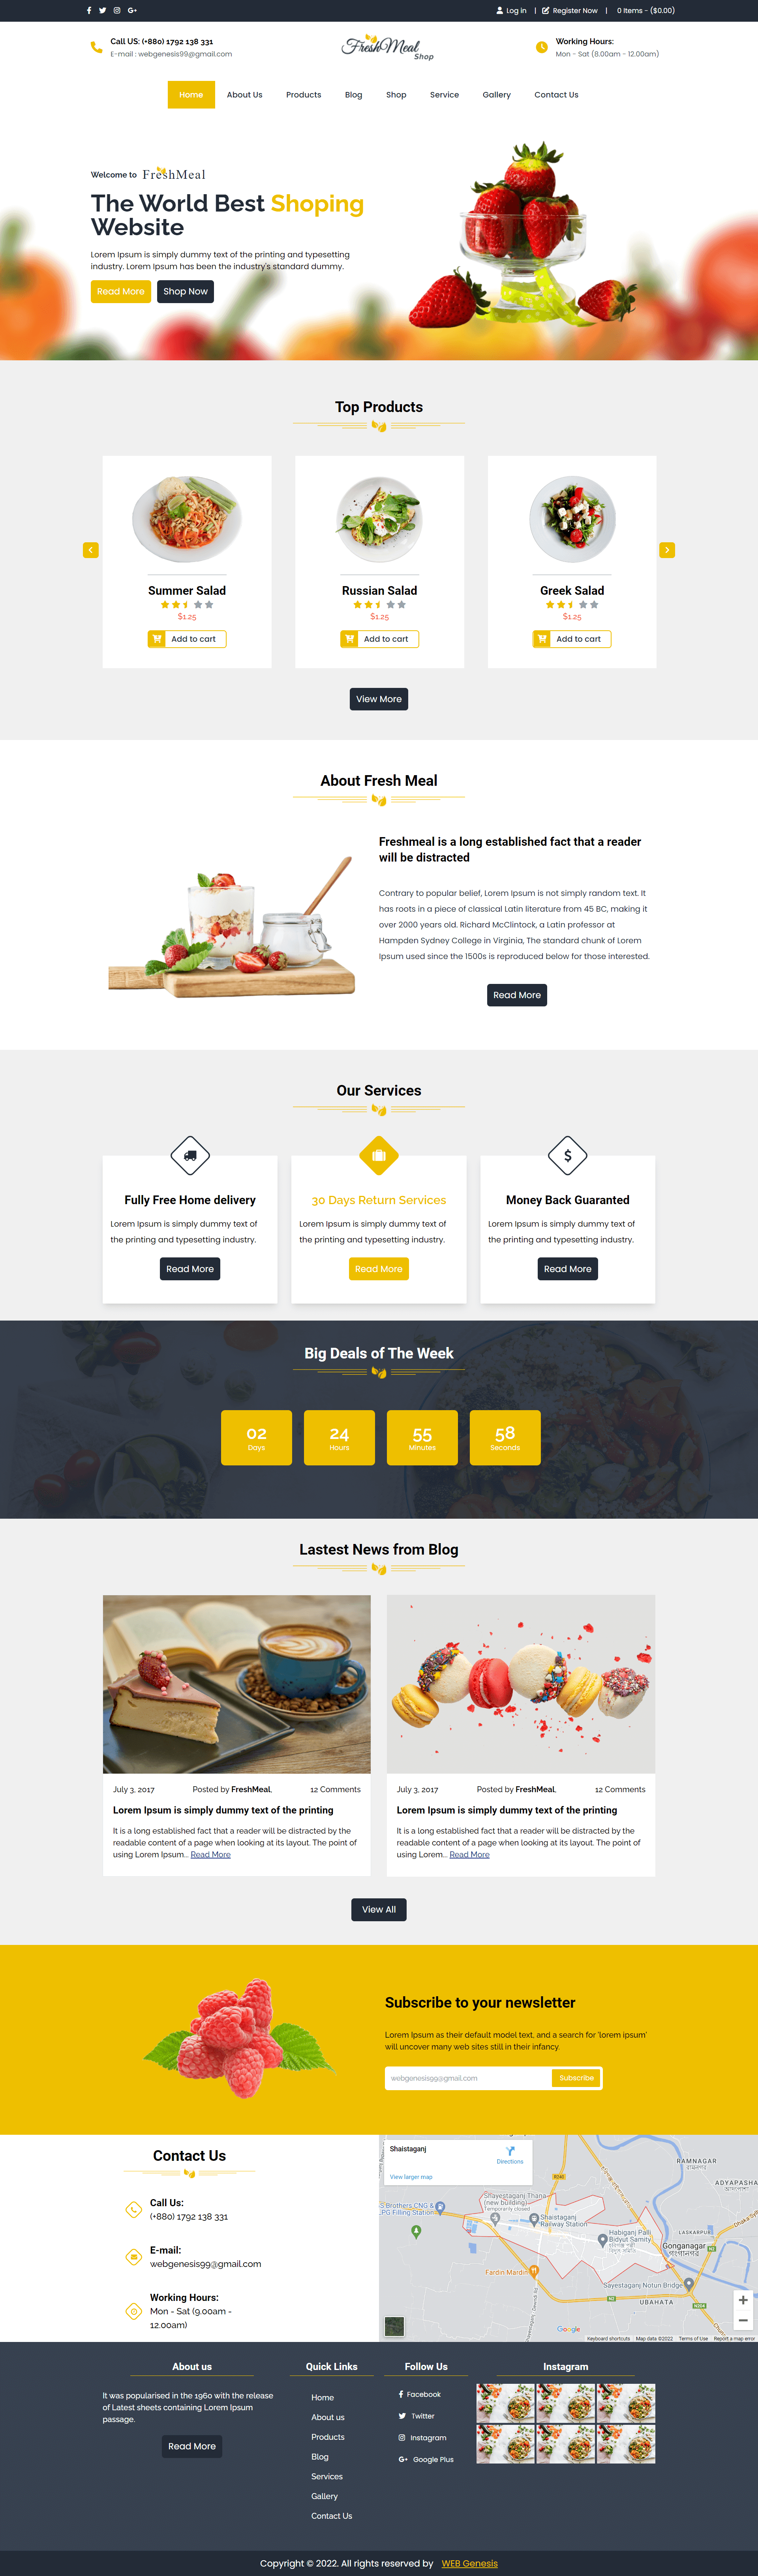 Log in | Register Now | 0 Items - ($0.00)
Call US: (+880) 1792 138 331
E-mail : webgenesis99@gmail.com
FreshMeal
Shop
Working Hours:
Mon - Sat (8.00am - 12.00am)
Home About Us Products Blog Shop Service Gallery Contact Us
Welcome to FreshMeal
The World Best Shoping
Website
Lorem Ipsum is simply dummy text of the printing and typesetting
industry. Lorem Ipsum has been the industry's standard dummy.
Read More Shop Now
Top Products
Summer Salad
$1.25
Add to cart
Russian Salad
$1.25
Add to cart
Greek Salad
$1.25
Add to cart
View More
About Fresh Meal
Freshmeal is a long established fact that a reader
will be distracted
Contrary to popular belief, Lorem Ipsum is not simply random text. It
has roots in a piece of classical Latin literature from 45 BC, making it
over 2000 years old. Richard McClintock, a Latin professor at
Hampden Sydney College in Virginia, The standard chunk of Lorem
Ipsum used since the 1500s is reproduced below for those interested.
Read More
Our Services
Fully Free Home delivery
Lorem Ipsum is simply dummy text of
the printing and typesetting industry.
Read More
30 Days Return Services
Lorem Ipsum is simply dummy text of
the printing and typesetting industry.
Read More
$
Money Back Guaranted
Lorem Ipsum is simply dummy text of
the printing and typesetting industry.
Read More
Big Deals of The Week
02
Days
24
Hours
55
Minutes
58
Seconds
Lastest News from Blog
July 3, 2017 Posted by FreshMeal, 12 Comments
Lorem Ipsum is simply dummy text of the printing
It is a long established fact that a reader will be distracted by the
readable content of a page when looking at its layout. The point of
using Lorem Ipsum... Read More
July 3, 2017 Posted by FreshMeal, 12 Comments
Lorem Ipsum is simply dummy text of the printing
It is a long established fact that a reader will be distracted by the
readable content of a page when looking at its layout. The point of
using Lorem... Read More
View All
Subscribe to your newsletter
Lorem Ipsum as their default model text, and a search for 'lorem ipsum'
will uncover many web sites still in their infancy.
webgenesis99@gmail.com Subscribe
Contact Us
Call Us:
(+880) 1792 138 331
E-mail:
webgenesis99@gmail.com
Working Hours:
Mon - Sat (9.00am -
12.00am)
Shaistaganj
Directions
View larger map
RAMNAGAR
ADYAPASHA
Shayestaganj Thana
(new building)
Temporarily closed
S Brothers CNG &
LPG Filling Station
Shaistaganj
Railway Station
Habiganj Palli
Bidyut Samity
LASKARPUR
Gonganagar
Fardin Mardin
Sayestaganj Notun Bridge
UBAHATA
Google
Keyboard shortcuts Map data ©2022 Terms of Use Report a map error
About us
It was popularised in the 1960 with the release
of Latest sheets containing Lorem Ipsum
passage.
Read More
Quick Links
Home
About us
Products
Blog
Services
Gallery
Contact Us
Follow Us
Facebook
Twitter
Instagram
Google Plus
Instagram
Copyright © 2022. All rights reserved by WEB Genesis